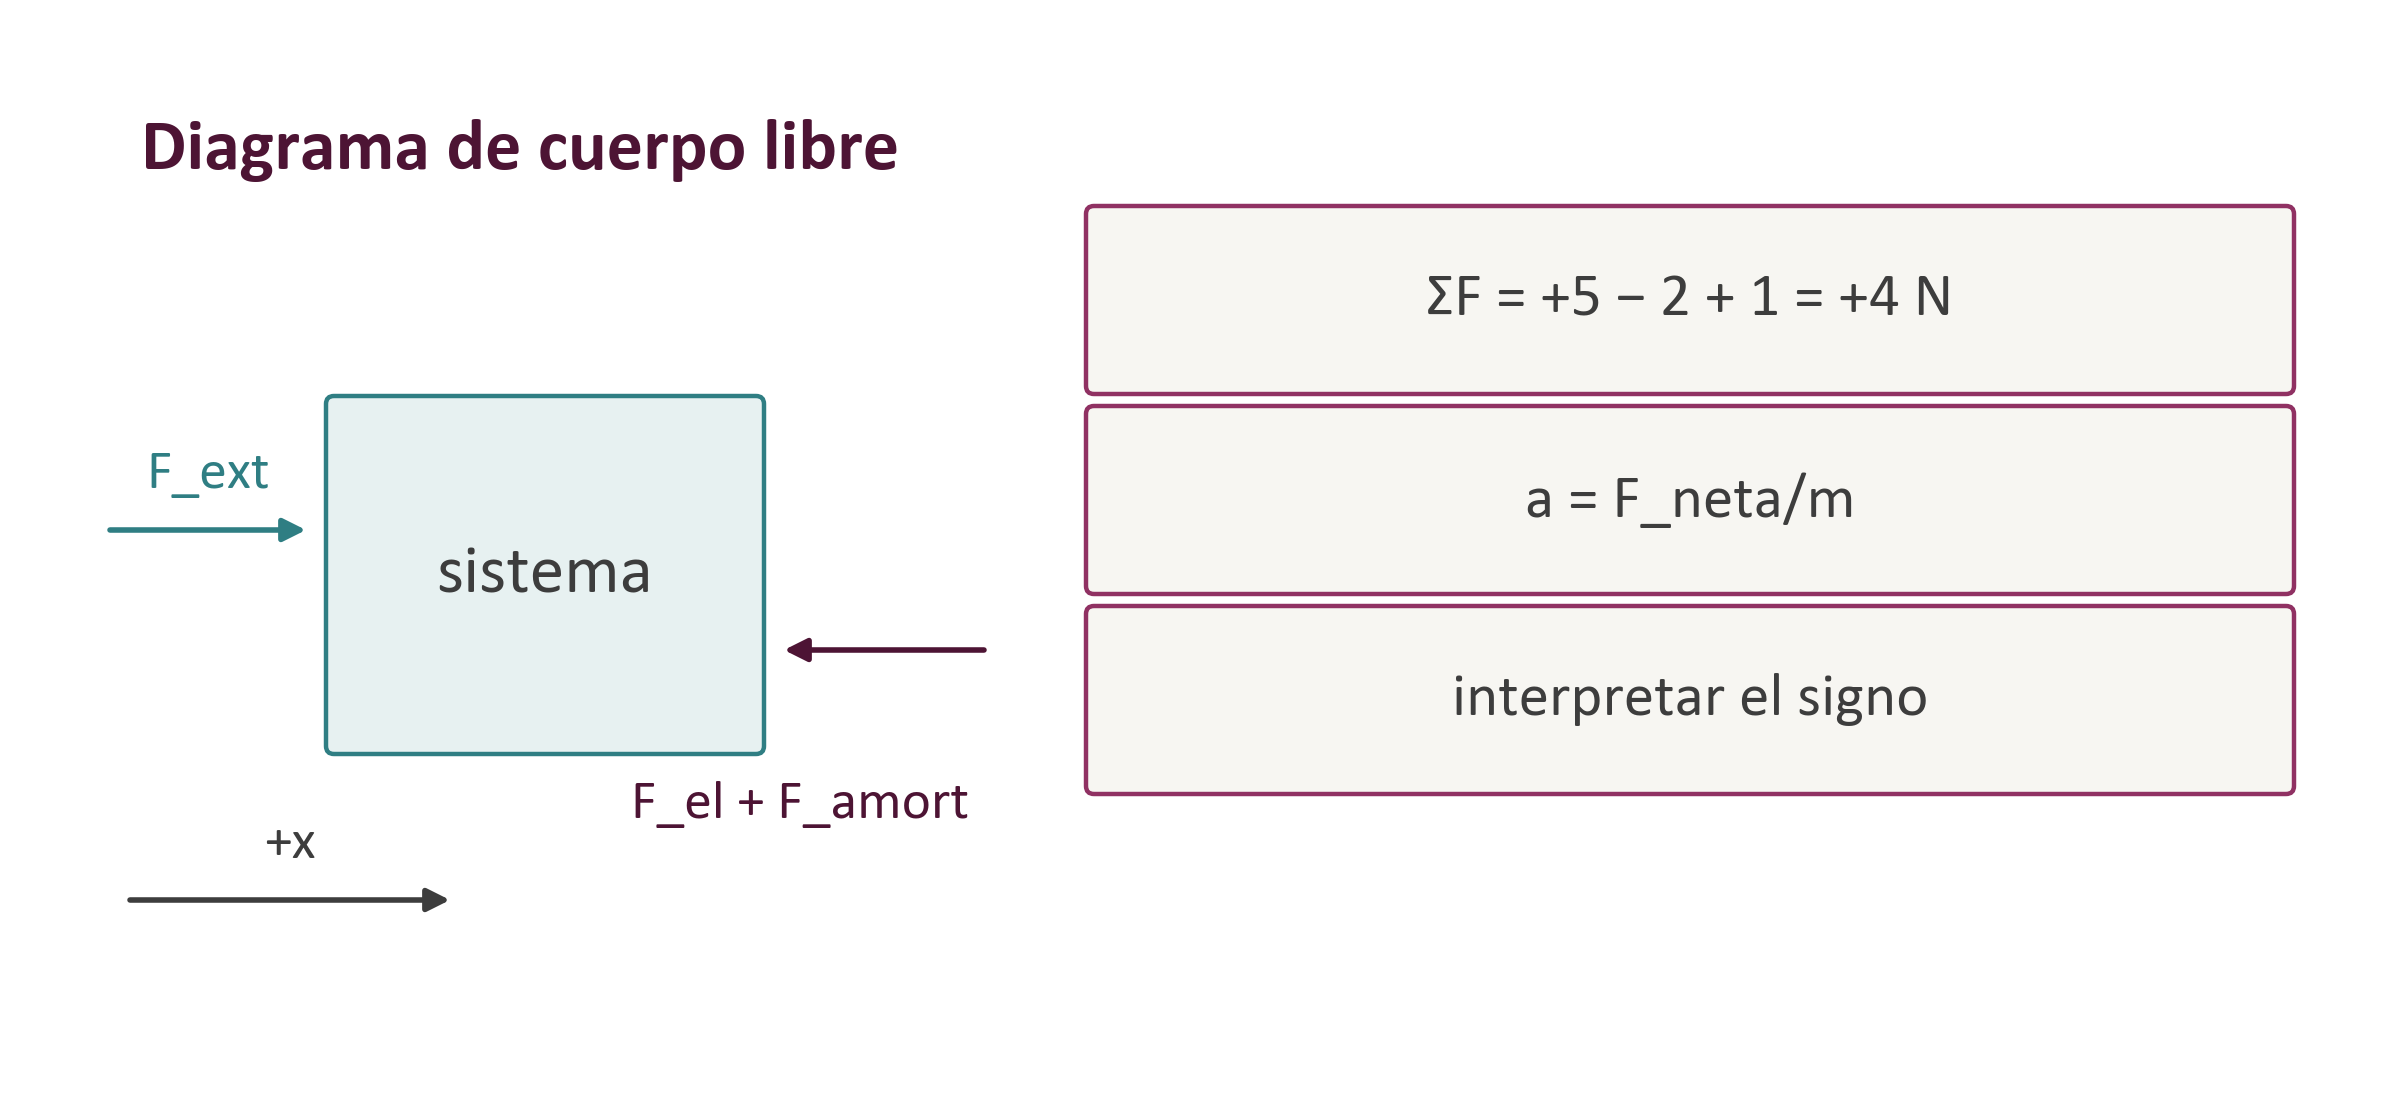 Diagrama de cuerpo libre
F_ext
sistema
F_el + F_amort
+x
ΣF = +5 − 2 + 1 = +4 N
a = F_neta/m
interpretar el signo